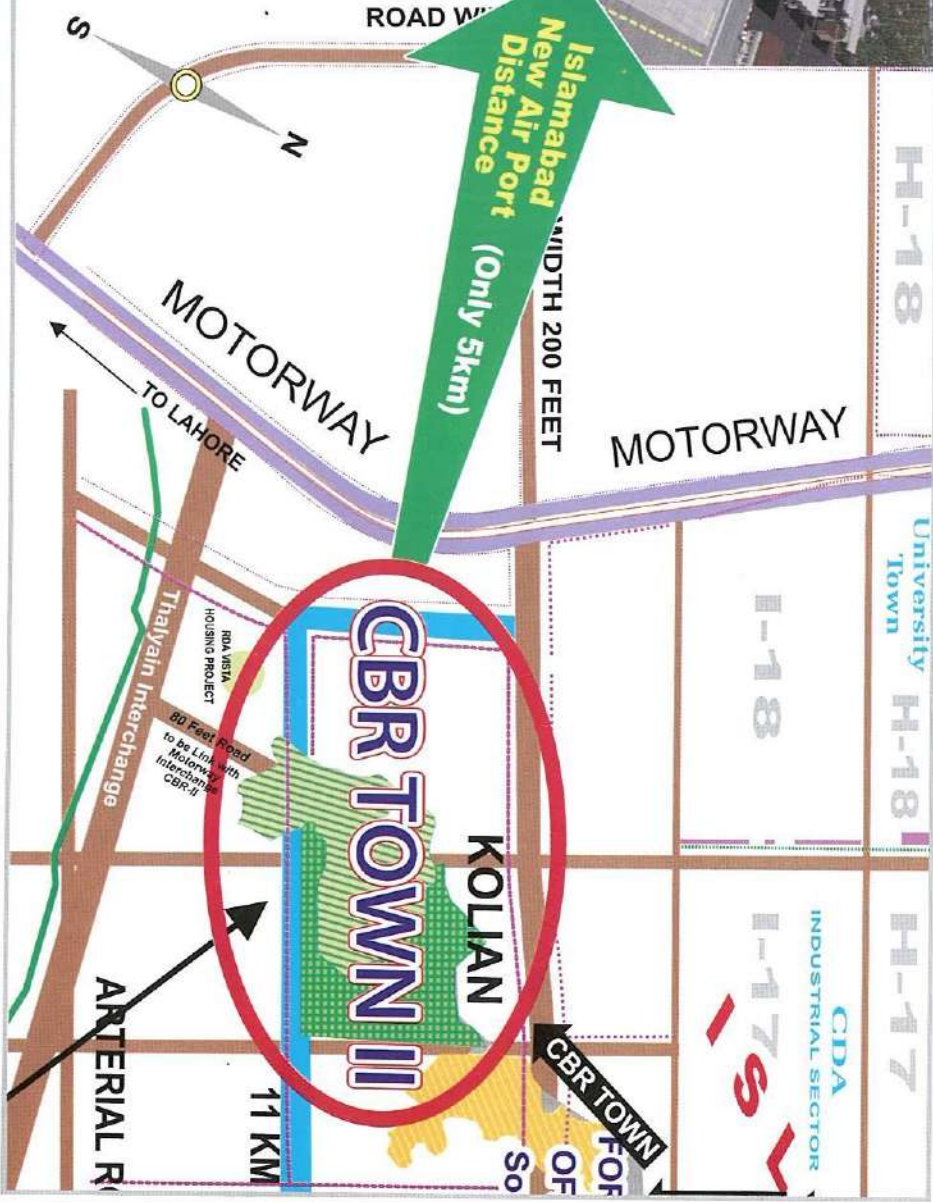 H-18
University
Town
H-18
H-17
CDA
INDUSTRIAL SECTOR
I-18
I-17
I S L
MOTORWAY
ROAD
WIDTH 200 FEET
Islamabad
New Air Port
Distance
(Only 5km)
S
N
MOTORWAY
TO LAHORE
CBR TOWN II
KOLIAN
CBR TOWN
FOR
OF
So
RDA VISTA
HOUSING PROJECT
80 Feet Road
to be Link with
Motorway
Interchange
CBR-II
Thalyain Interchange
11 KM
ARTERIAL